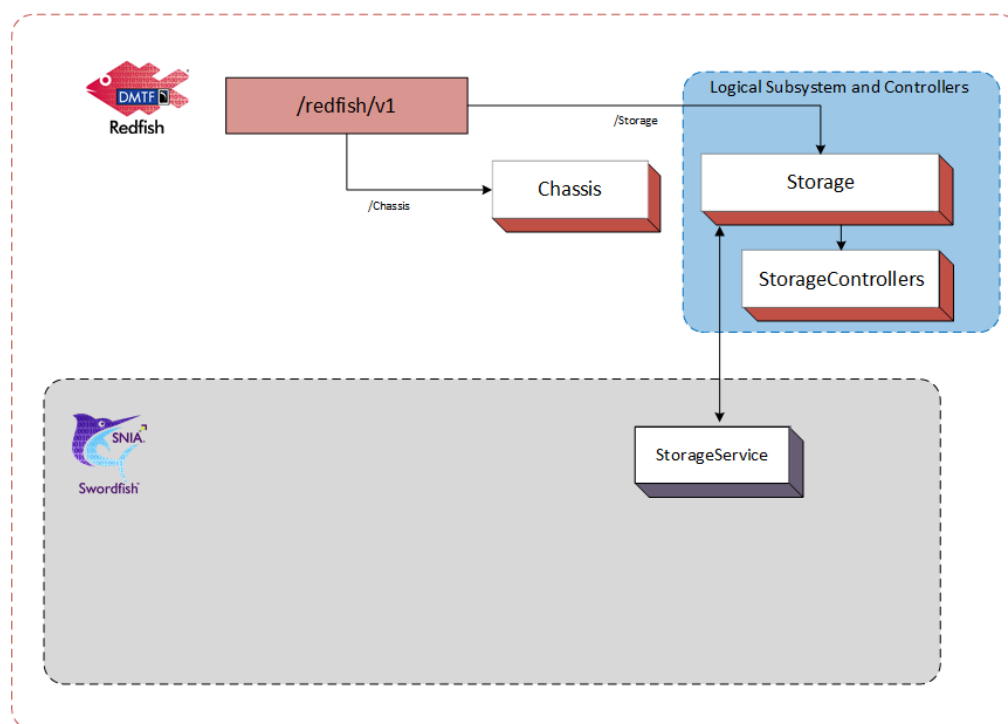 Logical Subsystem and Controllers
DMTF
Redfish
/redfish/v1
/Storage
Storage
Chassis
/Chassis
StorageControllers
SNIA
Swordfish
StorageService